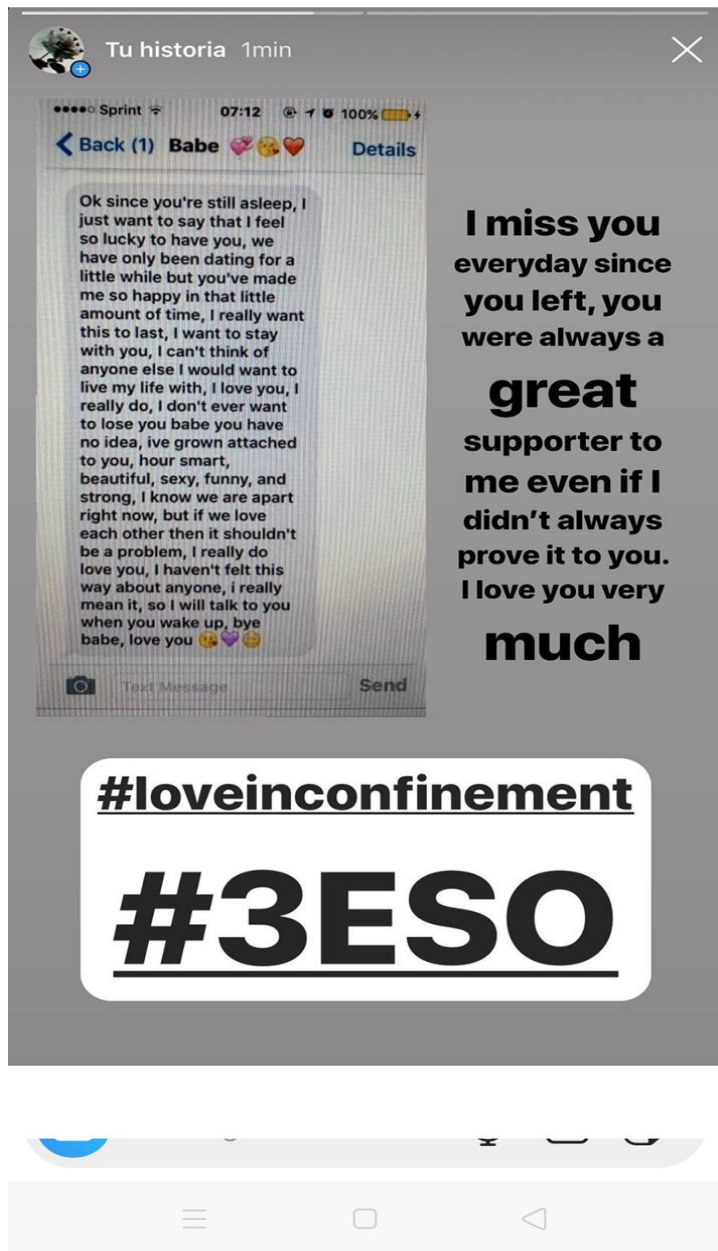 Tu historia 1min
Sprint 07:12 100%
Back (1) Babe 💞😘❤️ Details
Ok since you're still asleep, I
just want to say that I feel
so lucky to have you, we
have only been dating for a
little while but you've made
me so happy in that little
amount of time, I really want
this to last, I want to stay
with you, I can't think of
anyone else I would want to
live my life with, I love you, I
really do, I don't ever want
to lose you babe you have
no idea, ive grown attached
to you, hour smart,
beautiful, sexy, funny, and
strong, I know we are apart
right now, but if we love
each other then it shouldn't
be a problem, I really do
love you, I haven't felt this
way about anyone, i really
mean it, so I will talk to you
when you wake up, bye
babe, love you 😘💜😊
Text Message Send
I miss you
everyday since
you left, you
were always a
great
supporter to
me even if I
didn't always
prove it to you.
I love you very
much
#loveinconfinement
#3ESO